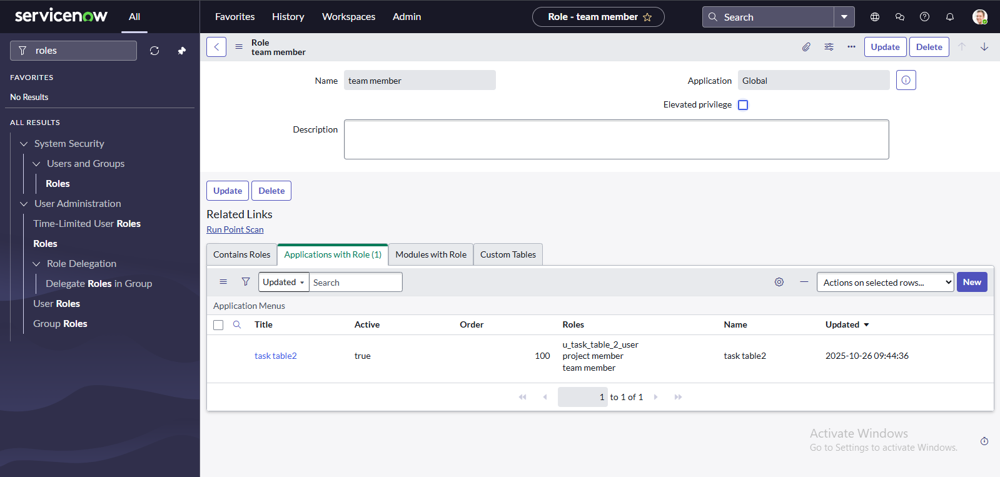 servicenow
All
Favorites
History
Workspaces
Admin
Role - team member
Search
roles
FAVORITES
No Results
ALL RESULTS
System Security
Users and Groups
Roles
User Administration
Time-Limited User Roles
Roles
Role Delegation
Delegate Roles in Group
User Roles
Group Roles
Role
team member
Update
Delete
Name
team member
Application
Global
Elevated privilege
Description
Update
Delete
Related Links
Run Point Scan
Contains Roles
Applications with Role (1)
Modules with Role
Custom Tables
Updated
Search
Actions on selected rows...
New
Application Menus
Title
Active
Order
Roles
Name
Updated
task table2
true
100
u_task_table_2_user
project member
team member
task table2
2025-10-26 09:44:36
1 to 1 of 1
Activate Windows
Go to Settings to activate Windows.